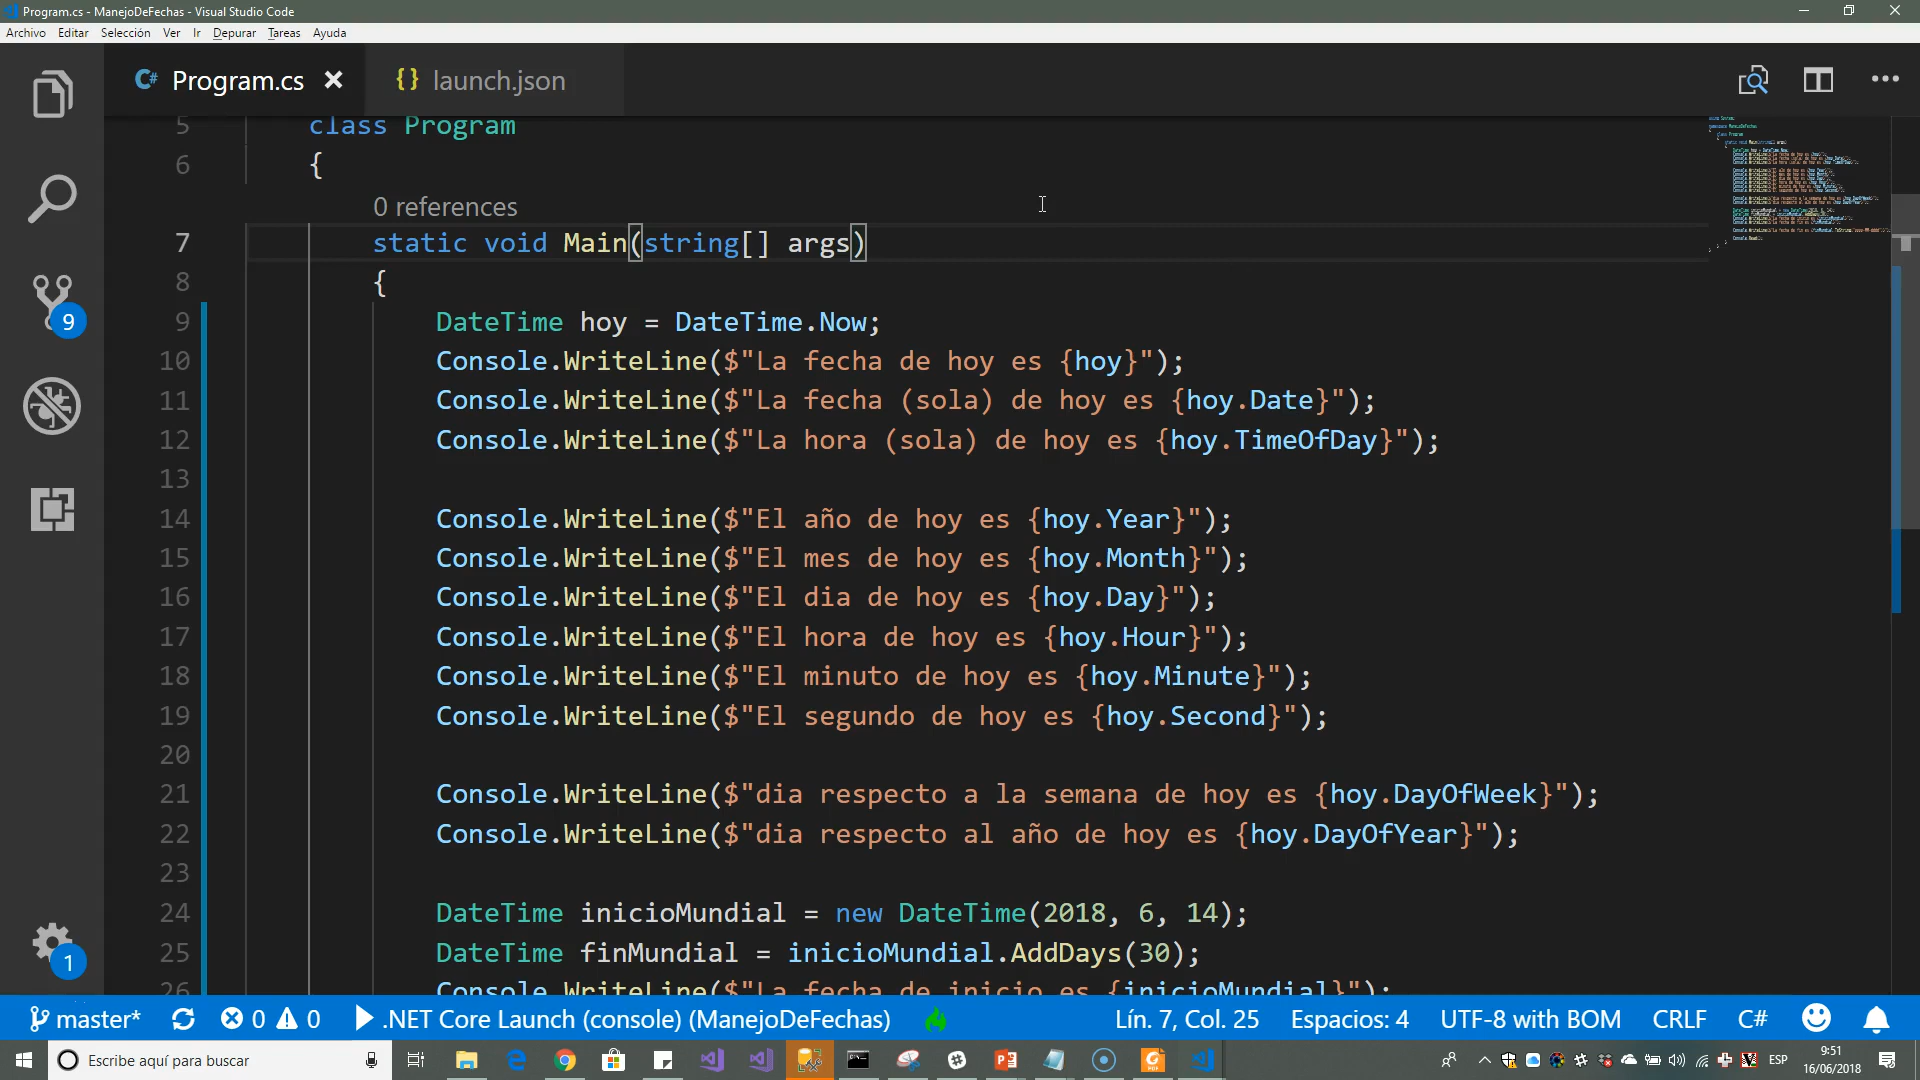 Program.cs - ManejoDeFechas - Visual Studio Code
Archivo Editar Selección Ver Ir Depurar Tareas Ayuda
C# Program.cs {} launch.json
5 class Program
6 {
0 references
7 static void Main(string[] args)
8 {
9 DateTime hoy = DateTime.Now;
10 Console.WriteLine($"La fecha de hoy es {hoy}");
11 Console.WriteLine($"La fecha (sola) de hoy es {hoy.Date}");
12 Console.WriteLine($"La hora (sola) de hoy es {hoy.TimeOfDay}");
13
14 Console.WriteLine($"El año de hoy es {hoy.Year}");
15 Console.WriteLine($"El mes de hoy es {hoy.Month}");
16 Console.WriteLine($"El dia de hoy es {hoy.Day}");
17 Console.WriteLine($"El hora de hoy es {hoy.Hour}");
18 Console.WriteLine($"El minuto de hoy es {hoy.Minute}");
19 Console.WriteLine($"El segundo de hoy es {hoy.Second}");
20
21 Console.WriteLine($"dia respecto a la semana de hoy es {hoy.DayOfWeek}");
22 Console.WriteLine($"dia respecto al año de hoy es {hoy.DayOfYear}");
23
24 DateTime inicioMundial = new DateTime(2018, 6, 14);
25 DateTime finMundial = inicioMundial.AddDays(30);
26 Console.WriteLine($"La fecha de inicio es {inicioMundial}");
9
1
master* 0 0 .NET Core Launch (console) (ManejoDeFechas) Lín. 7, Col. 25 Espacios: 4 UTF-8 with BOM CRLF C#
Escribe aquí para buscar ESP 9:51
16/06/2018